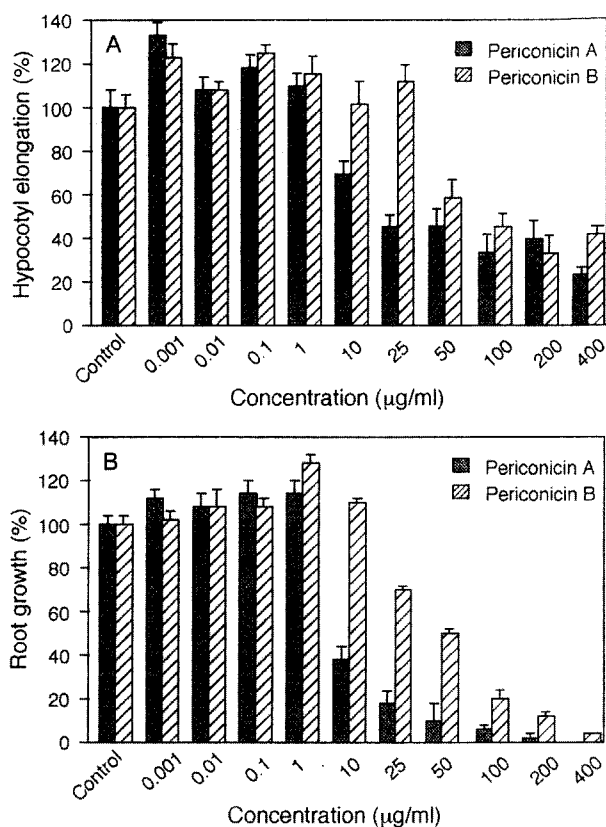 A
Periconicin A
Periconicin B
Hypocotyl elongation (%)
140
120
100
80
60
40
20
0
Control 0.001 0.01 0.1 1 10 25 50 100 200 400
Concentration (µg/ml)
B
Periconicin A
Periconicin B
Root growth (%)
140
120
100
80
60
40
20
0
Control 0.001 0.01 0.1 1 10 25 50 100 200 400
Concentration (µg/ml)